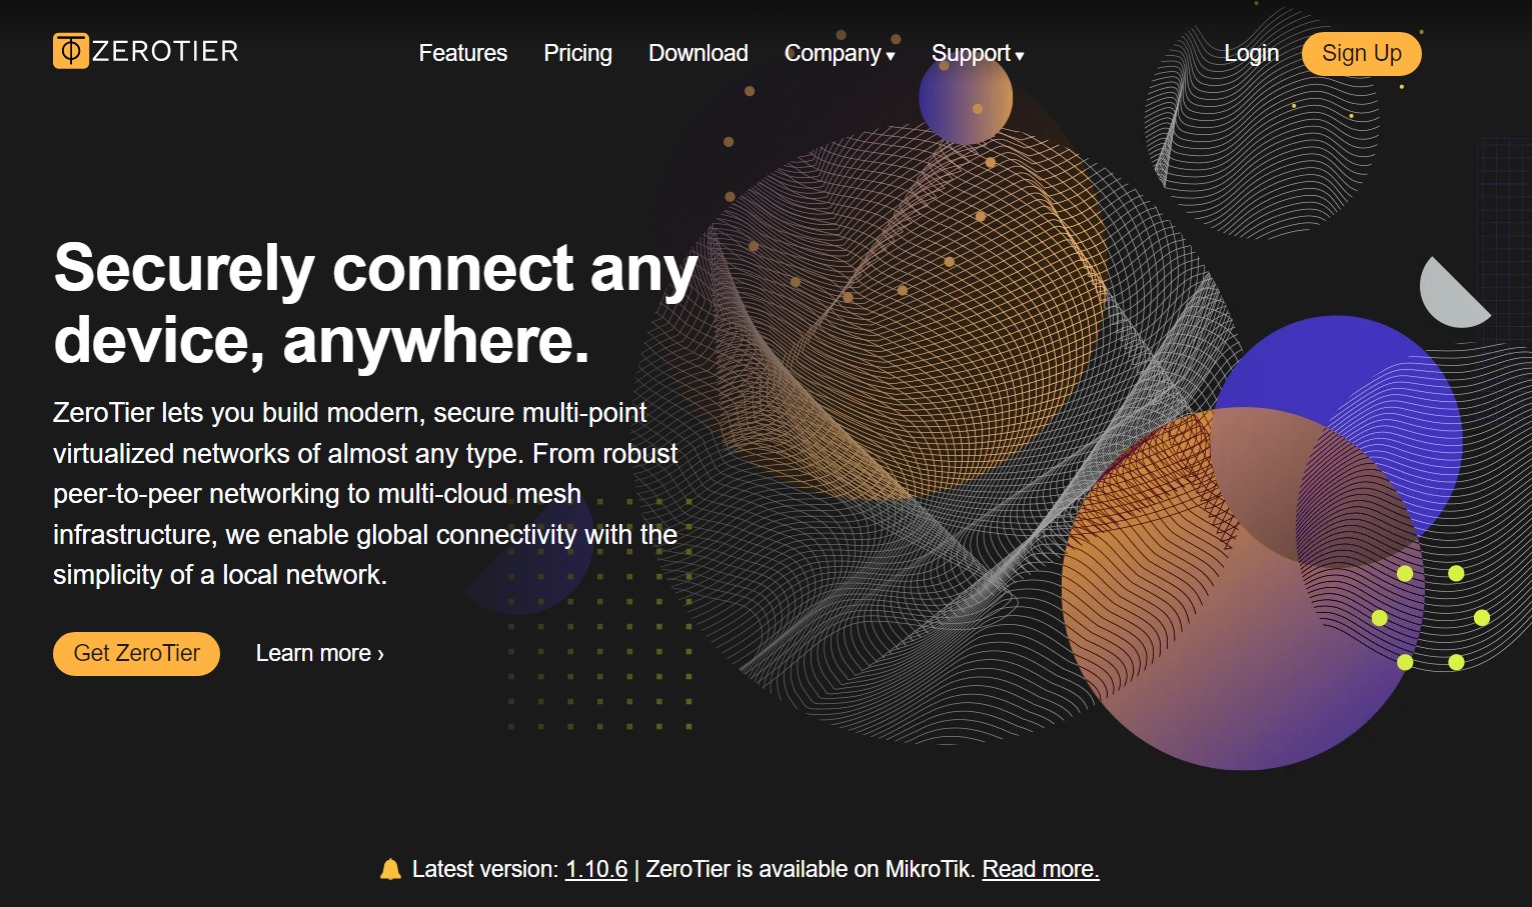 ZEROTIER
Features Pricing Download Company ▾ Support ▾ Login Sign Up
Securely connect any
device, anywhere.
ZeroTier lets you build modern, secure multi-point
virtualized networks of almost any type. From robust
peer-to-peer networking to multi-cloud mesh
infrastructure, we enable global connectivity with the
simplicity of a local network.
Get ZeroTier Learn more ›
Latest version: 1.10.6 | ZeroTier is available on MikroTik. Read more.